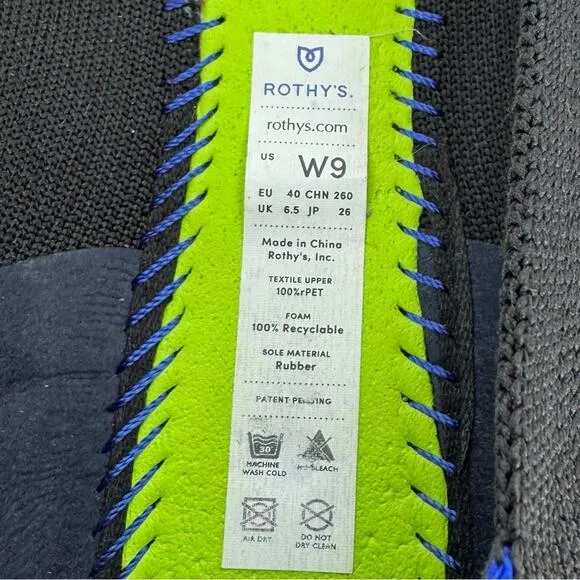 ROTHY'S.
rothys.com
US W9
EU 40 CHN 260
UK 6.5 JP 26
Made in China
Rothy's, Inc.
TEXTILE UPPER
100%rPET
FOAM
100% Recyclable
SOLE MATERIAL
Rubber
PATENT PENDING
30°
MACHINE
WASH COLD
NO BLEACH
AIR DRY
DO NOT
DRY CLEAN